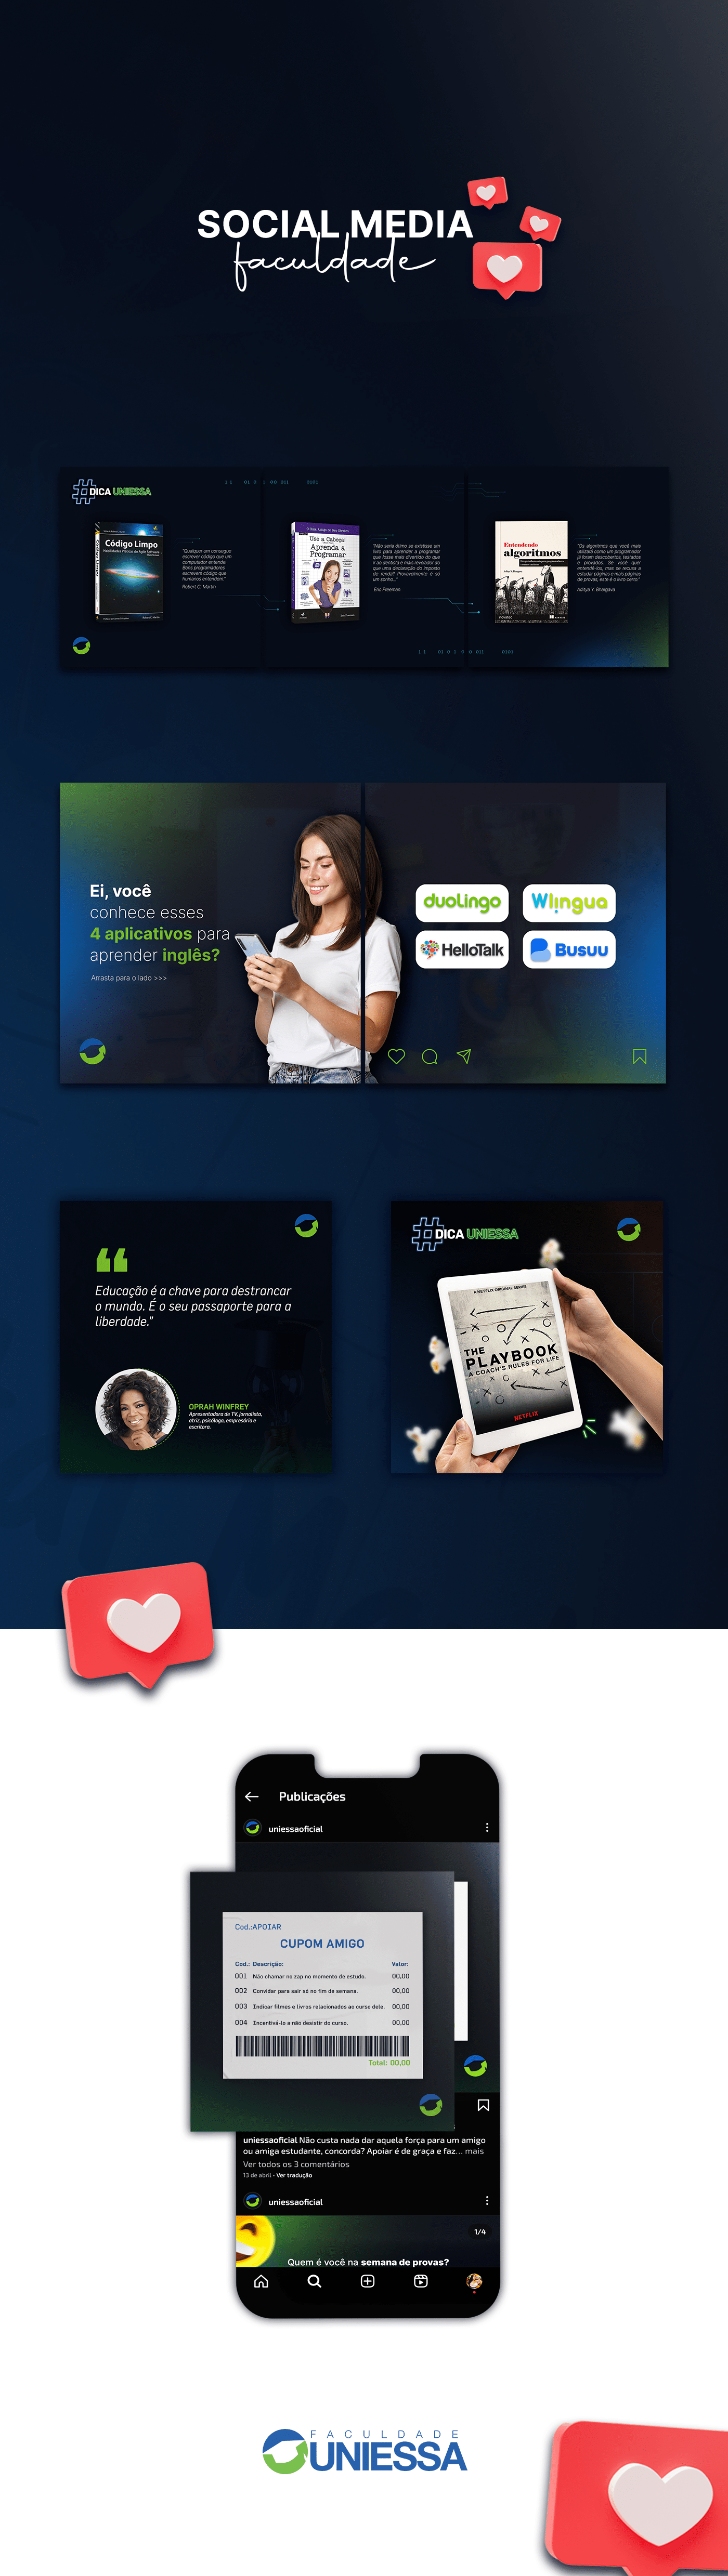 SOCIAL MEDIA
faculdade
#DICA UNIESSA
Código Limpo
Habilidades Práticas do Agile Software
"Qualquer um consegue
escrever código que um
computador entende.
Bons programadores
escrevem código que
humanos entendem."
Robert C. Martin
Use a Cabeça!
Aprenda a
Programar
"Não seria ótimo se existisse um
livro para aprender a programar
que fosse mais divertido do que
ir ao dentista e mais revelador do
que uma declaração do imposto
de renda? Provavelmente é só
um sonho..."
Eric Freeman
Entendendo
algoritmos
"Os algoritmos que você mais
utilizará como um programador
já foram descobertos, testados
e provados. Se você quer
entendê-los, mas se recusa a
estudar páginas e mais páginas
de provas, este é o livro certo."
Aditya Y. Bhargava
Ei, você
conhece esses
4 aplicativos para
aprender inglês?
Arrasta para o lado >>>
duolingo
Wlingua
HelloTalk
Busuu
Educação é a chave para destrancar
o mundo. É o seu passaporte para a
liberdade."
OPRAH WINFREY
Apresentadora de TV, jornalista,
atriz, psicóloga, empresária e
escritora.
#DICA UNIESSA
A NETFLIX ORIGINAL SERIES
THE
PLAYBOOK
A COACH'S RULES FOR LIFE
NETFLIX
Publicações
uniessaoficial
Cod.:APOIAR
CUPOM AMIGO
Cod.: Descrição: Valor:
001 Não chamar no zap no momento de estudo. 00,00
002 Convidar para sair só no fim de semana. 00,00
003 Indicar filmes e livros relacionados ao curso dele. 00,00
004 Incentivá-lo a não desistir do curso. 00,00
Total: 00,00
uniessaoficial Não custa nada dar aquela força para um amigo
ou amiga estudante, concorda? Apoiar é de graça e faz... mais
Ver todos os 3 comentários
13 de abril • Ver tradução
uniessaoficial
1/4
Quem é você na semana de provas?
FACULDADE
UNIESSA